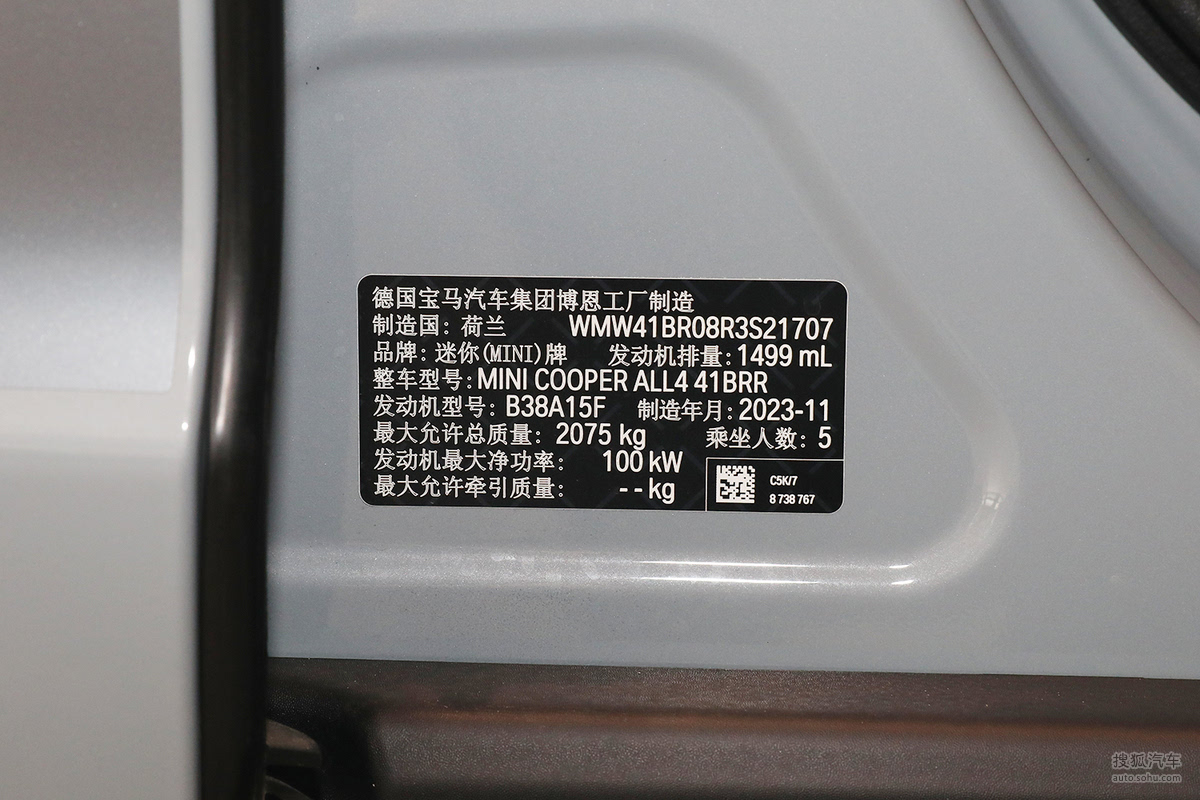 德国宝马汽车集团博恩工厂制造
制造国：荷兰 WMW41BR08R3S21707
品牌：迷你(MINI)牌 发动机排量：1499 mL
整车型号：MINI COOPER ALL4 41BRR
发动机型号：B38A15F 制造年月：2023-11
最大允许总质量：2075 kg 乘坐人数：5
发动机最大净功率：100 kW
最大允许牵引质量：--kg
C5K/7
8 738 767
搜狐汽车
auto.sohu.com